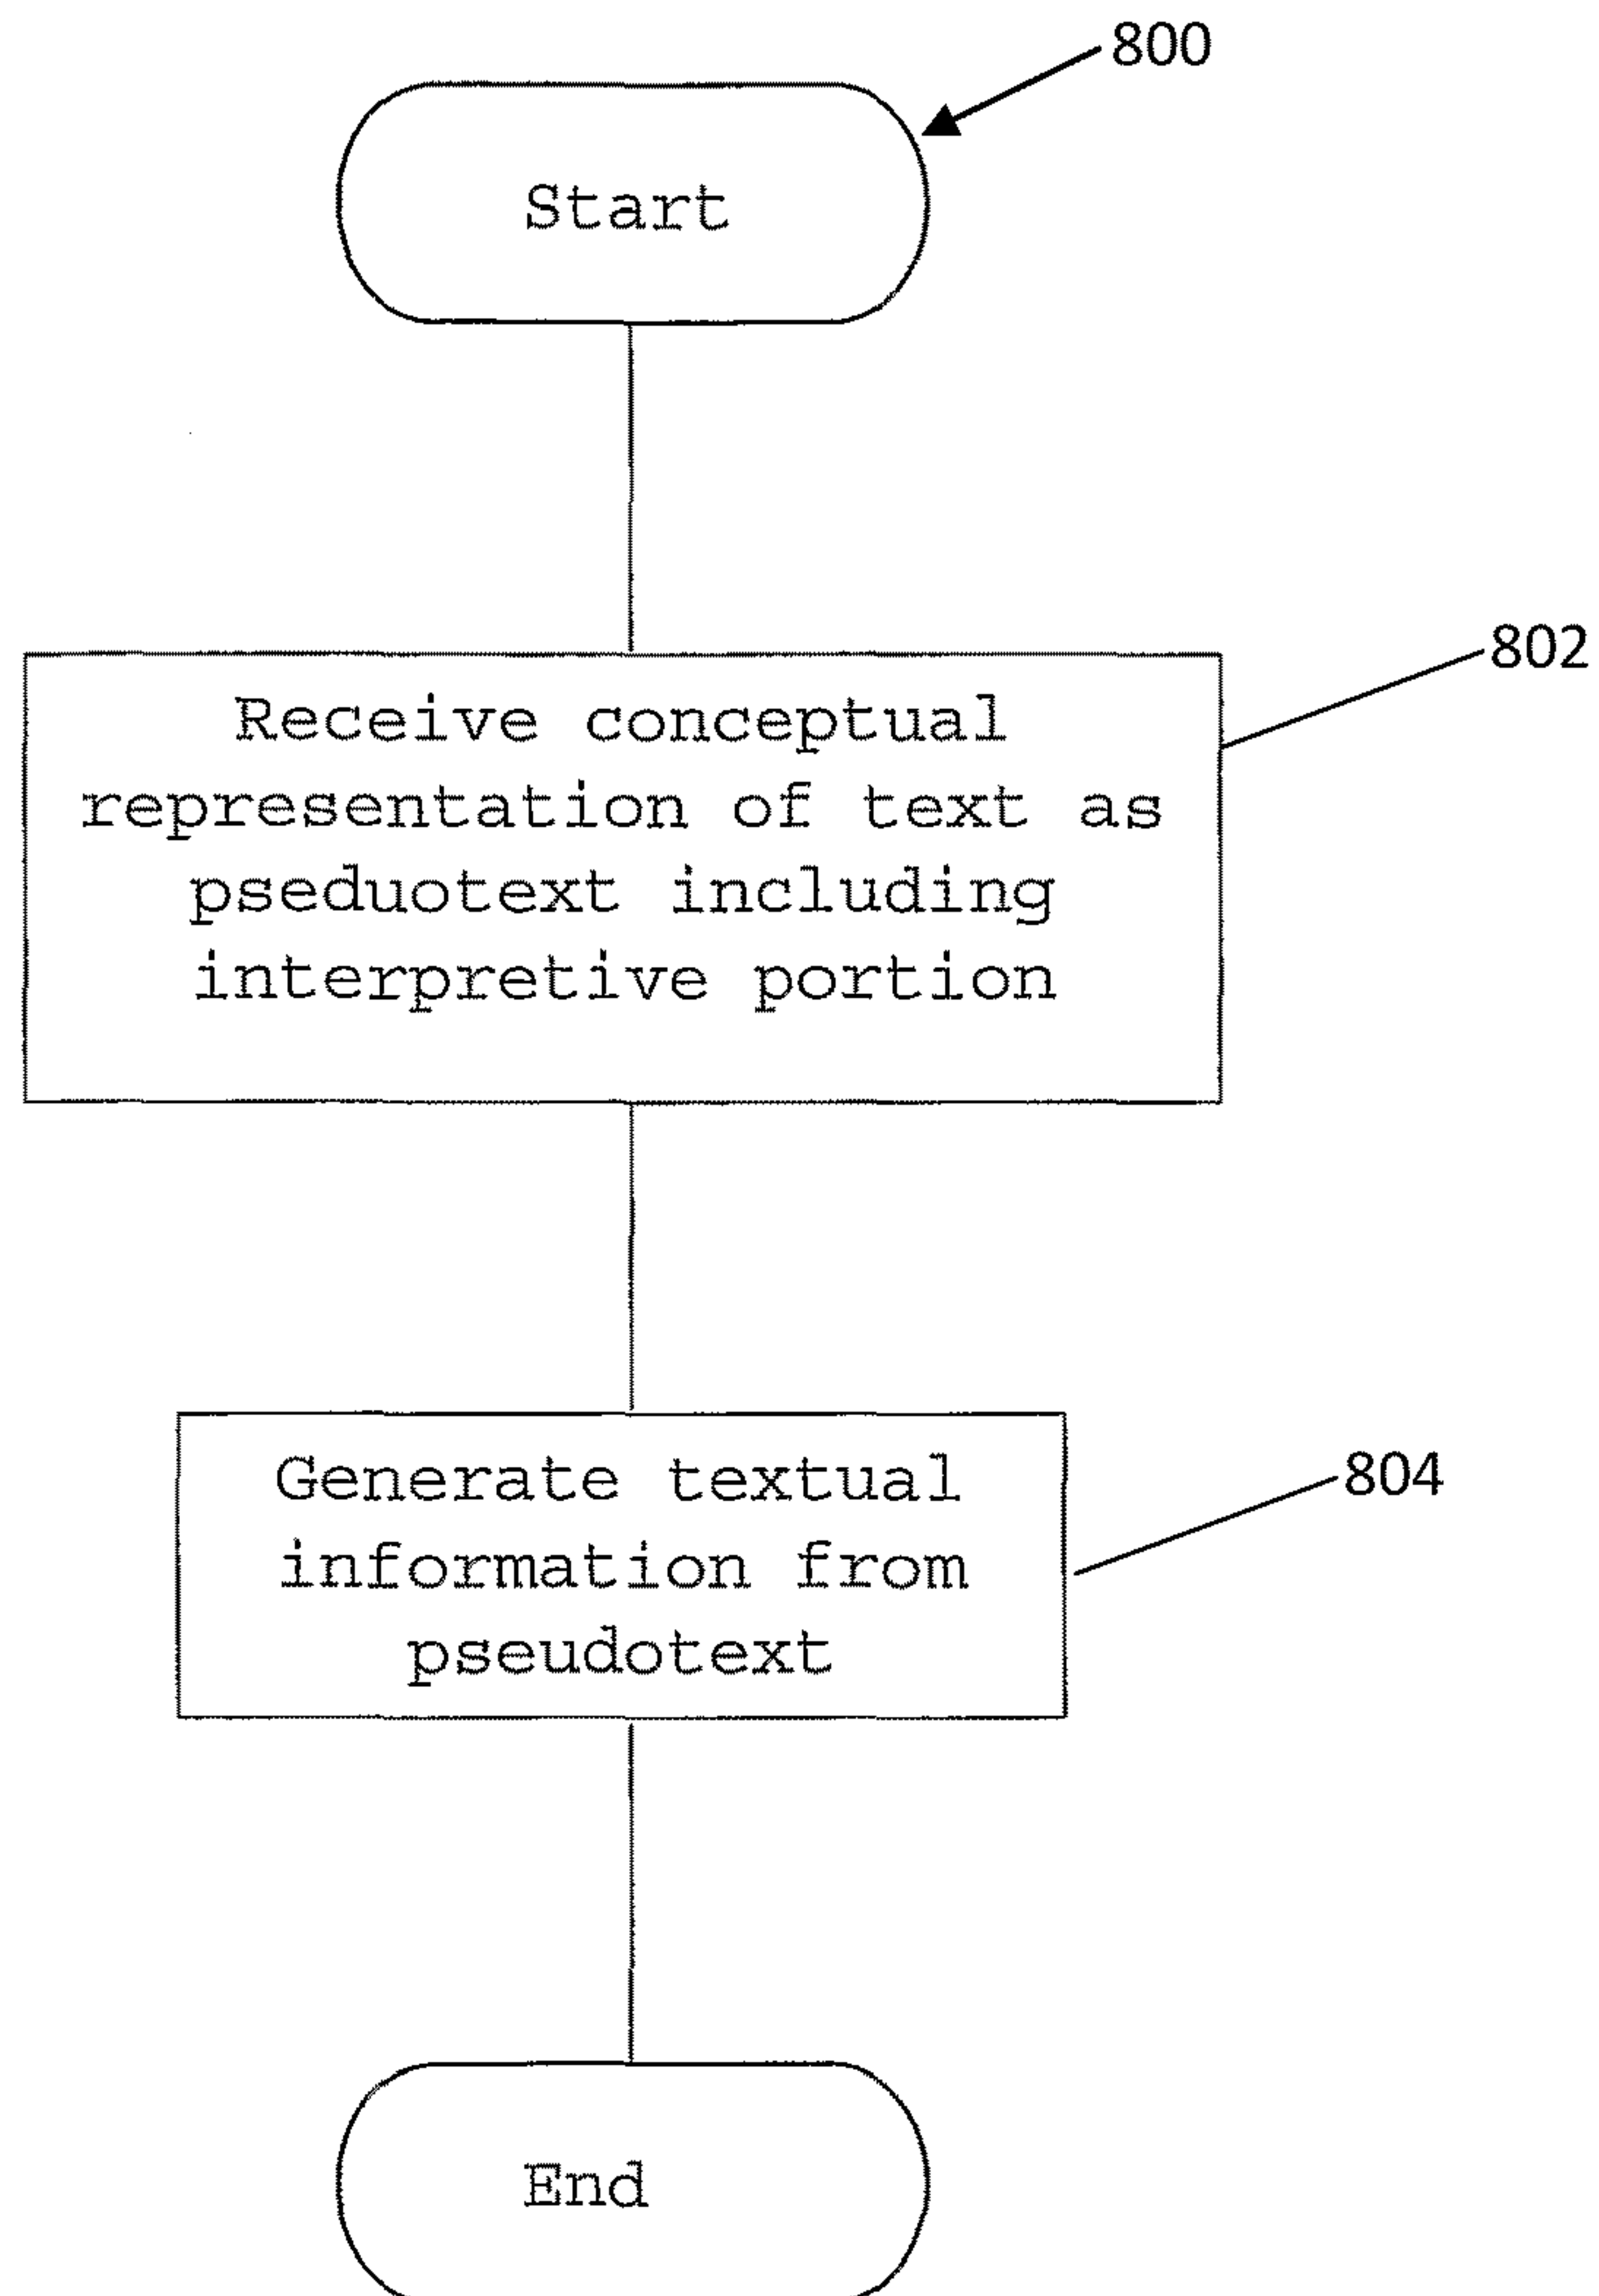 800
Start
802
Receive conceptual
representation of text as
pseduotext including
interpretive portion
804
Generate textual
information from
pseudotext
End